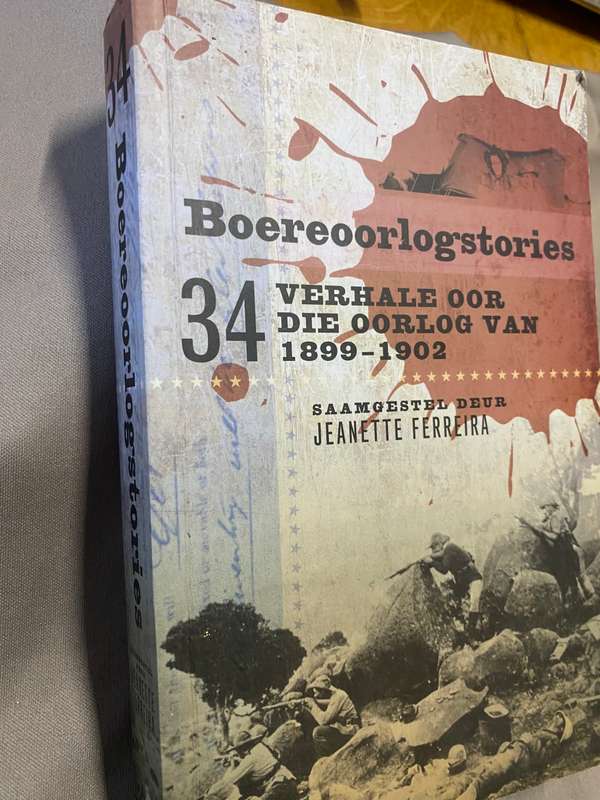 Boereoorlogstories
34 VERHALE OOR
DIE OORLOG VAN
1899–1902
SAAMGESTEL DEUR
JEANETTE FERREIRA
34 Boereoorlogstories